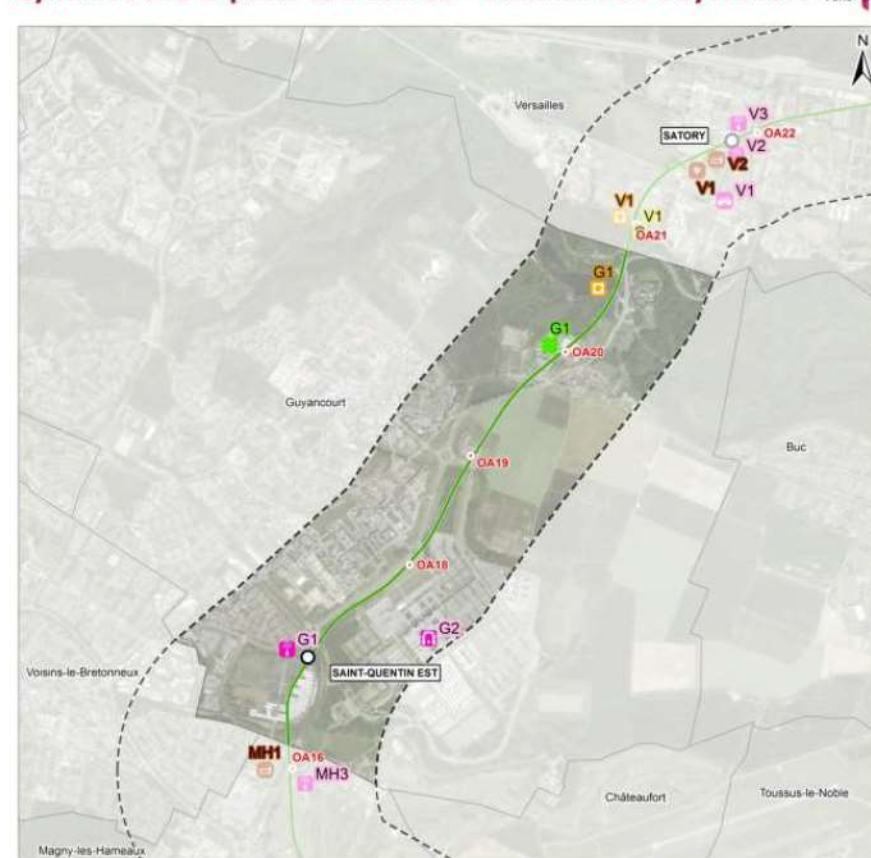 N
Versailles
V3
SATORY
OA22
V2
V2
V1
V1
V1
V1
OA21
G1
G1
OA20
Guyancourt
Buc
OA19
OA18
G1
G2
Voisins-le-Bretonneux
SAINT-QUENTIN EST
MH1
OA16
MH3
Châteaufort
Toussus-le-Noble
Magny-les-Hameaux